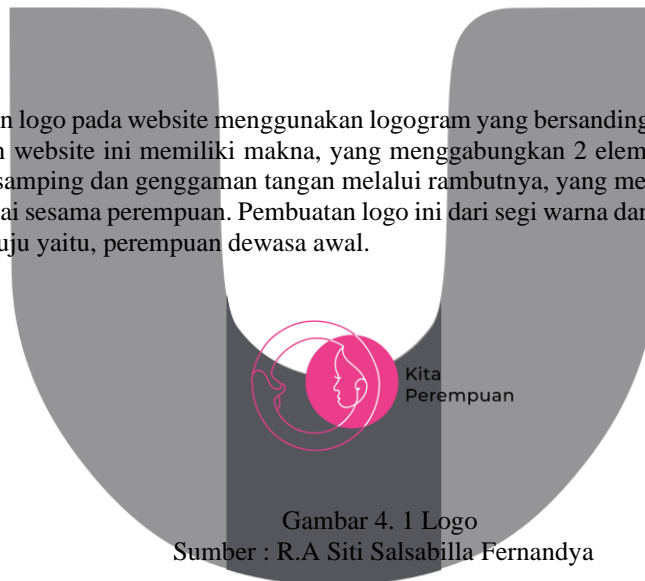 n logo pada website menggunakan logogram yang bersanding
website ini memiliki makna, yang menggabungkan 2 elem
samping dan genggaman tangan melalui rambutnya, yang me
ai sesama perempuan. Pembuatan logo ini dari segi warna dar
uju yaitu, perempuan dewasa awal.
Kita
Perempuan
Gambar 4. 1 Logo
Sumber : R.A Siti Salsabilla Fernandya